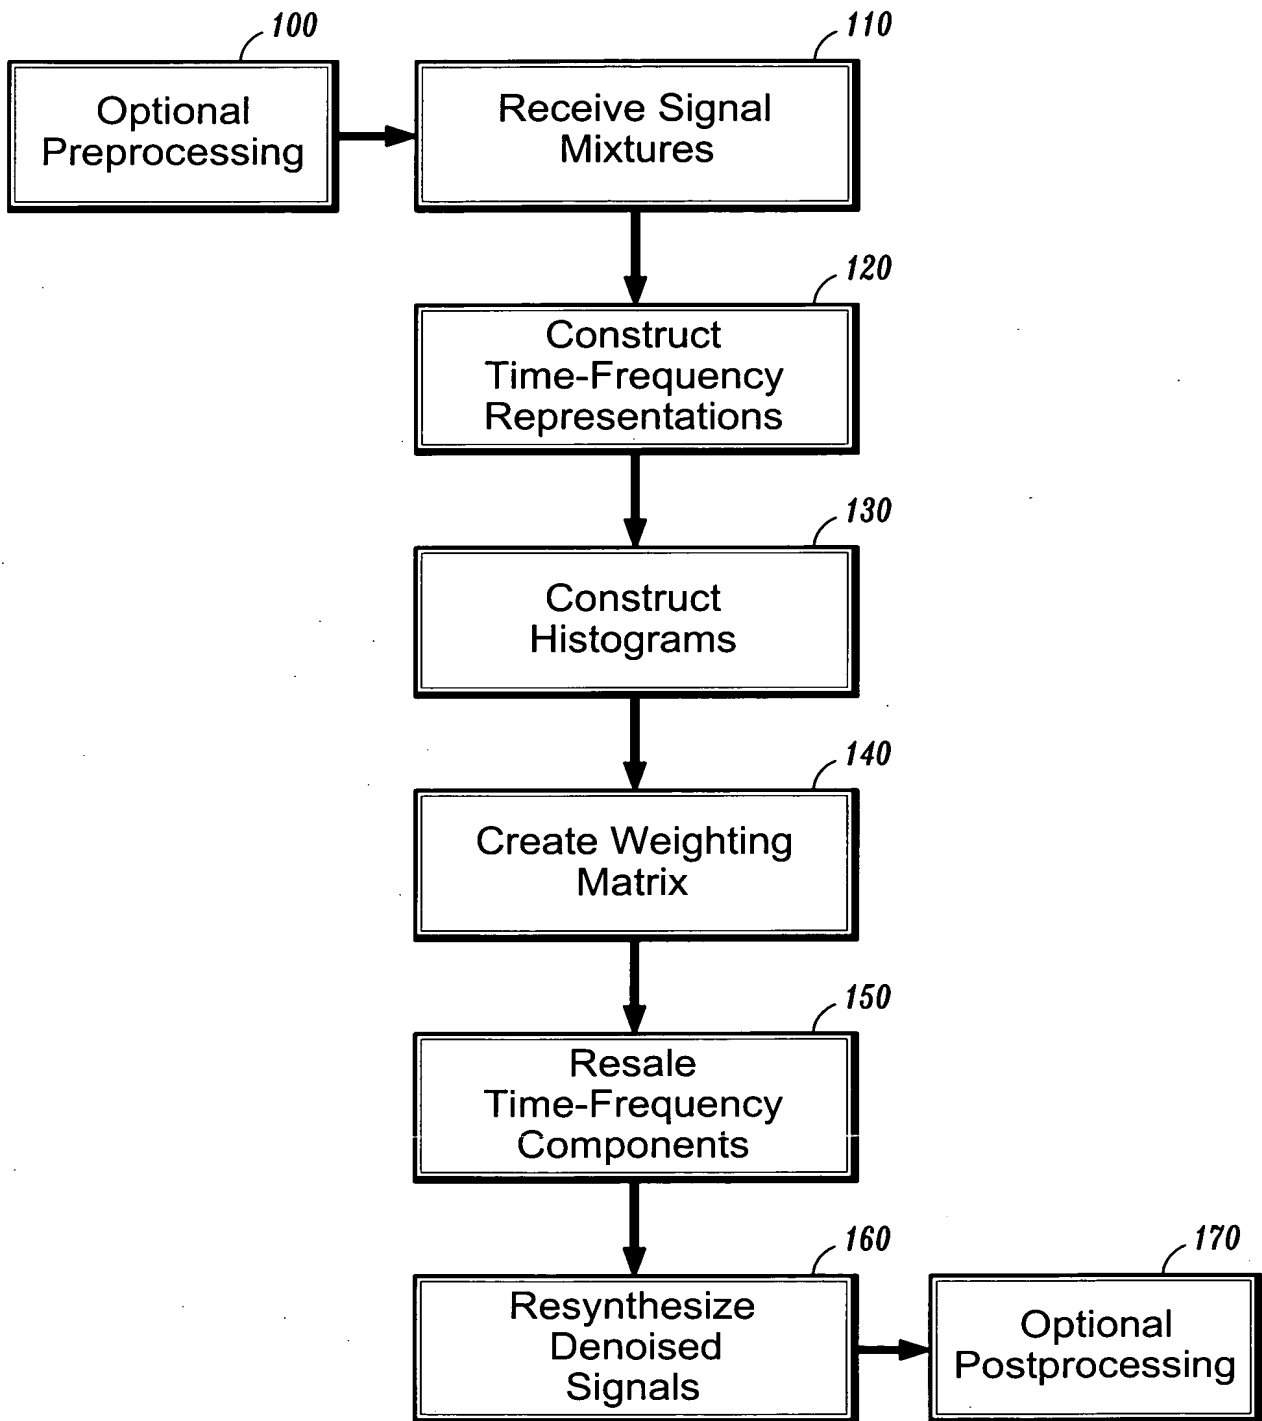 100
Optional
Preprocessing
110
Receive Signal
Mixtures
120
Construct
Time-Frequency
Representations
130
Construct
Histograms
140
Create Weighting
Matrix
150
Resale
Time-Frequency
Components
160
Resynthesize
Denoised
Signals
170
Optional
Postprocessing